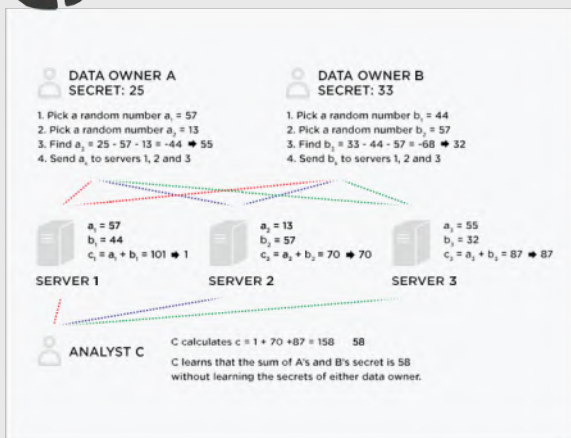 DATA OWNER A
SECRET: 25
1. Pick a random number a₁ = 57
2. Pick a random number a₂ = 13
3. Find a₃ = 25 - 57 - 13 = -44 ➡ 55
4. Send aₛ to servers 1, 2 and 3
DATA OWNER B
SECRET: 33
1. Pick a random number b₁ = 44
2. Pick a random number b₂ = 57
3. Find b₃ = 33 - 44 - 57 = -68 ➡ 32
4. Send bₛ to servers 1, 2 and 3
a₁ = 57
b₁ = 44
c₁ = a₁ + b₁ = 101 ➡ 1
SERVER 1
a₂ = 13
b₂ = 57
c₂ = a₂ + b₂ = 70 ➡ 70
SERVER 2
a₃ = 55
b₃ = 32
c₃ = a₃ + b₃ = 87 ➡ 87
SERVER 3
ANALYST C
C calculates c = 1 + 70 +87 = 158 58
C learns that the sum of A's and B's secret is 58
without learning the secrets of either data owner.